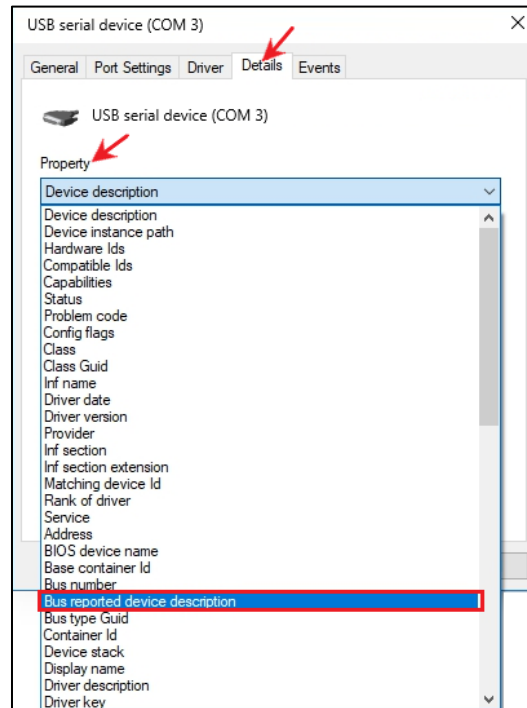 USB serial device (COM 3)
General Port Settings Driver Details Events
USB serial device (COM 3)
Property
Device description
Device description
Device instance path
Hardware Ids
Compatible Ids
Capabilities
Status
Problem code
Config flags
Class
Class Guid
Inf name
Driver date
Driver version
Provider
Inf section
Inf section extension
Matching device Id
Rank of driver
Service
Address
BIOS device name
Base container Id
Bus number
Bus reported device description
Bus type Guid
Container Id
Device stack
Display name
Driver description
Driver key